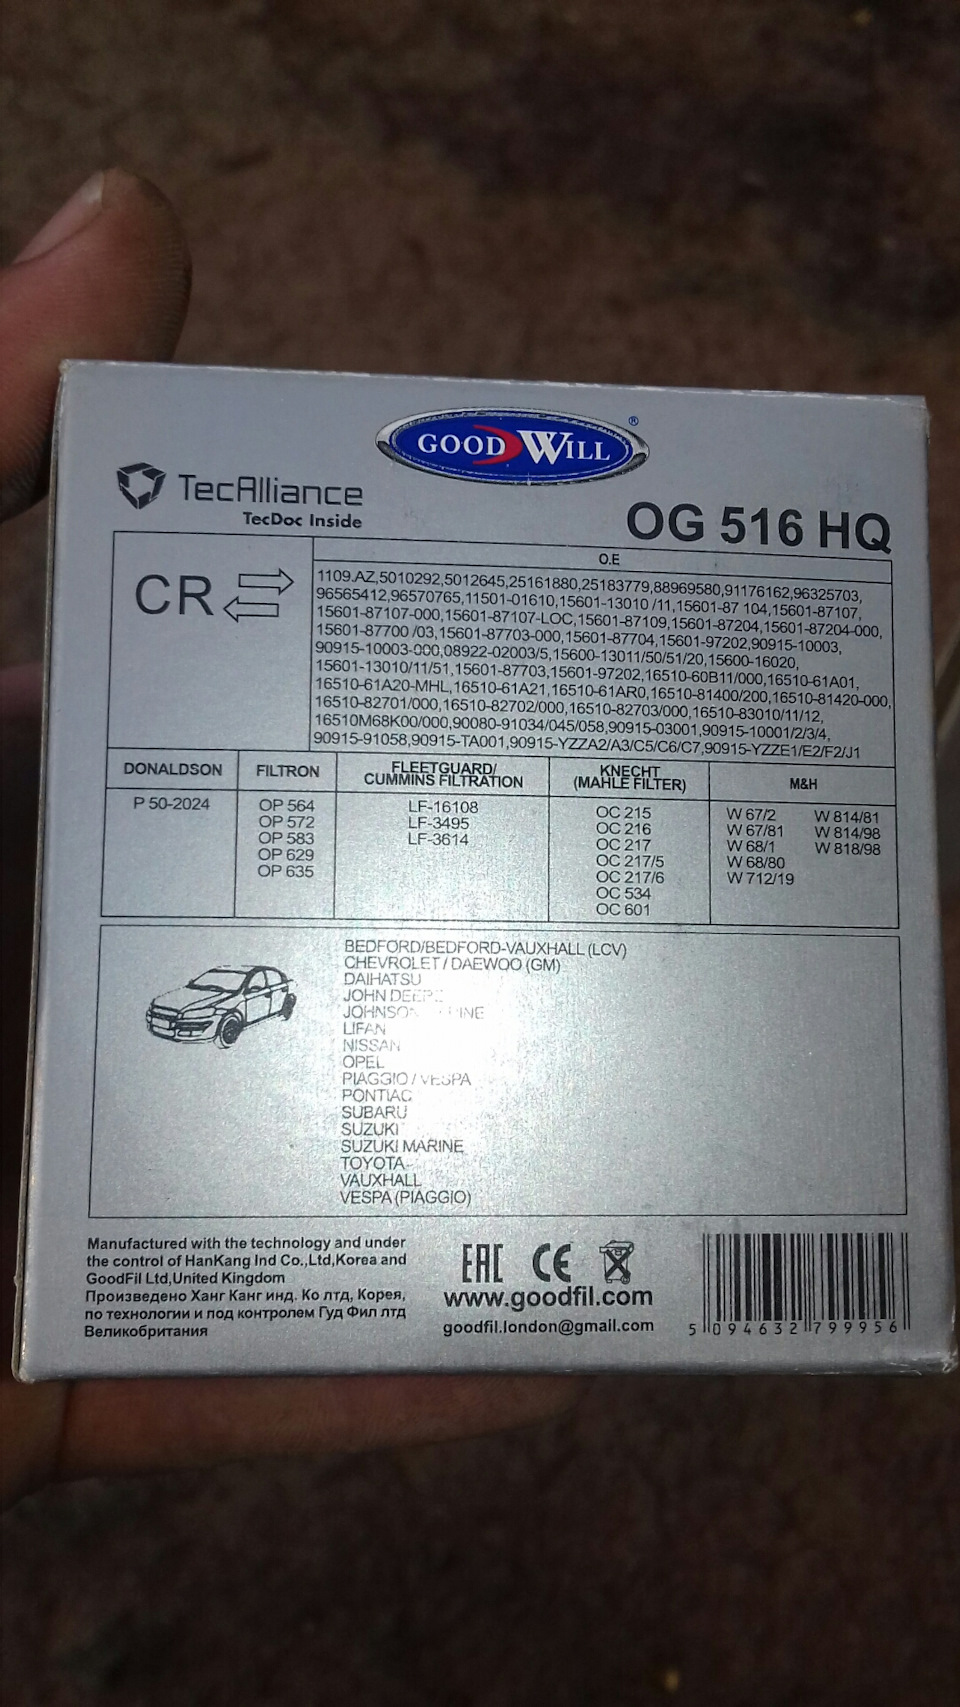 GOOD WILL ®
TecAlliance
TecDoc Inside
OG 516 HQ
CR
O.E
1109.AZ,5010292,5012645,25161880,25183779,88969580,91176162,96325703,
96565412,96570765,11501-01610,15601-13010 /11,15601-87 104,15601-87107,
15601-87107-000,15601-87107-LOC,15601-87109,15601-87204,15601-87204-000,
15601-87700 /03,15601-87703-000,15601-87704,15601-97202,90915-10003,
90915-10003-000,08922-02003/5,15600-13011/50/51/20,15600-16020,
15601-13010/11/51,15601-87703,15601-97202,16510-60B11/000,16510-61A01,
16510-61A20-MHL,16510-61A21,16510-61AR0,16510-81400/200,16510-81420-000,
16510-82701/000,16510-82702/000,16510-82703/000,16510-83010/11/12,
16510M68K00/000,90080-91034/045/058,90915-03001,90915-10001/2/3/4,
90915-91058,90915-TA001,90915-YZZA2/A3/C5/C6/C7,90915-YZZE1/E2/F2/J1
DONALDSON
P 50-2024
FILTRON
OP 564
OP 572
OP 583
OP 629
OP 635
FLEETGUARD/
CUMMINS FILTRATION
LF-16108
LF-3495
LF-3614
KNECHT
(MAHLE FILTER)
OC 215
OC 216
OC 217
OC 217/5
OC 217/6
OC 534
OC 601
M&H
W 67/2 W 814/81
W 67/81 W 814/98
W 68/1 W 818/98
W 68/80
W 712/19
BEDFORD/BEDFORD-VAUXHALL (LCV)
CHEVROLET / DAEWOO (GM)
DAIHATSU
JOHN
LIFAN
NISSAN
OPEL
PIAGGIO / VESPA
PONTIAC
SUBARU
SUZUKI
SUZUKI MARINE
TOYOTA
VAUXHALL
VESPA (PIAGGIO)
Manufactured with the technology and under
the control of HanKang Ind Co.,Ltd,Korea and
GoodFil Ltd,United Kingdom
Произведено Ханг Канг инд. Ко лтд, Корея,
по технологии и под контролем Гуд Фил лтд
Великобритания
EAC CE
www.goodfil.com
goodfil.london@gmail.com
5 094632 799956